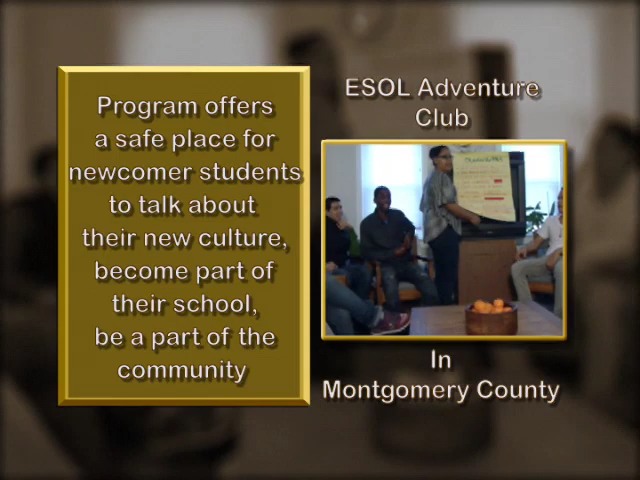 Program offers
a safe place for
newcomer students
to talk about
their new culture,
become part of
their school,
be a part of the
community
ESOL Adventure
Club
In
Montgomery County